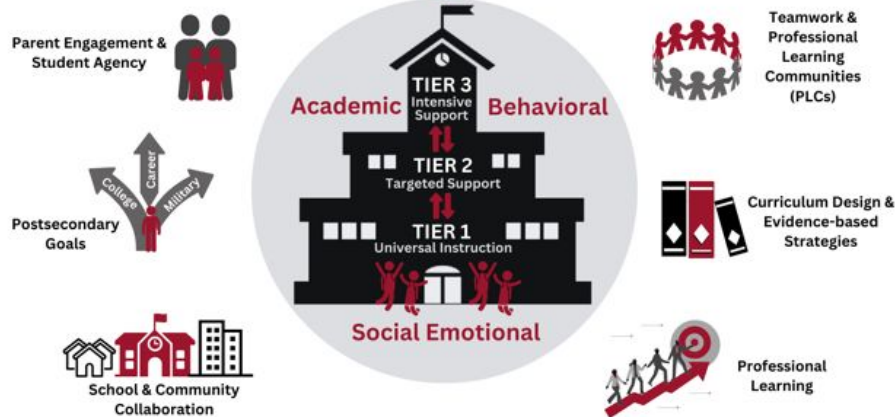 Parent Engagement &
Student Agency
College
Career
Military
Postsecondary
Goals
School & Community
Collaboration
Academic
Behavioral
TIER 3
Intensive
Support
TIER 2
Targeted Support
TIER 1
Universal Instruction
Social Emotional
Teamwork &
Professional
Learning
Communities
(PLCs)
Curriculum Design &
Evidence-based
Strategies
Professional
Learning